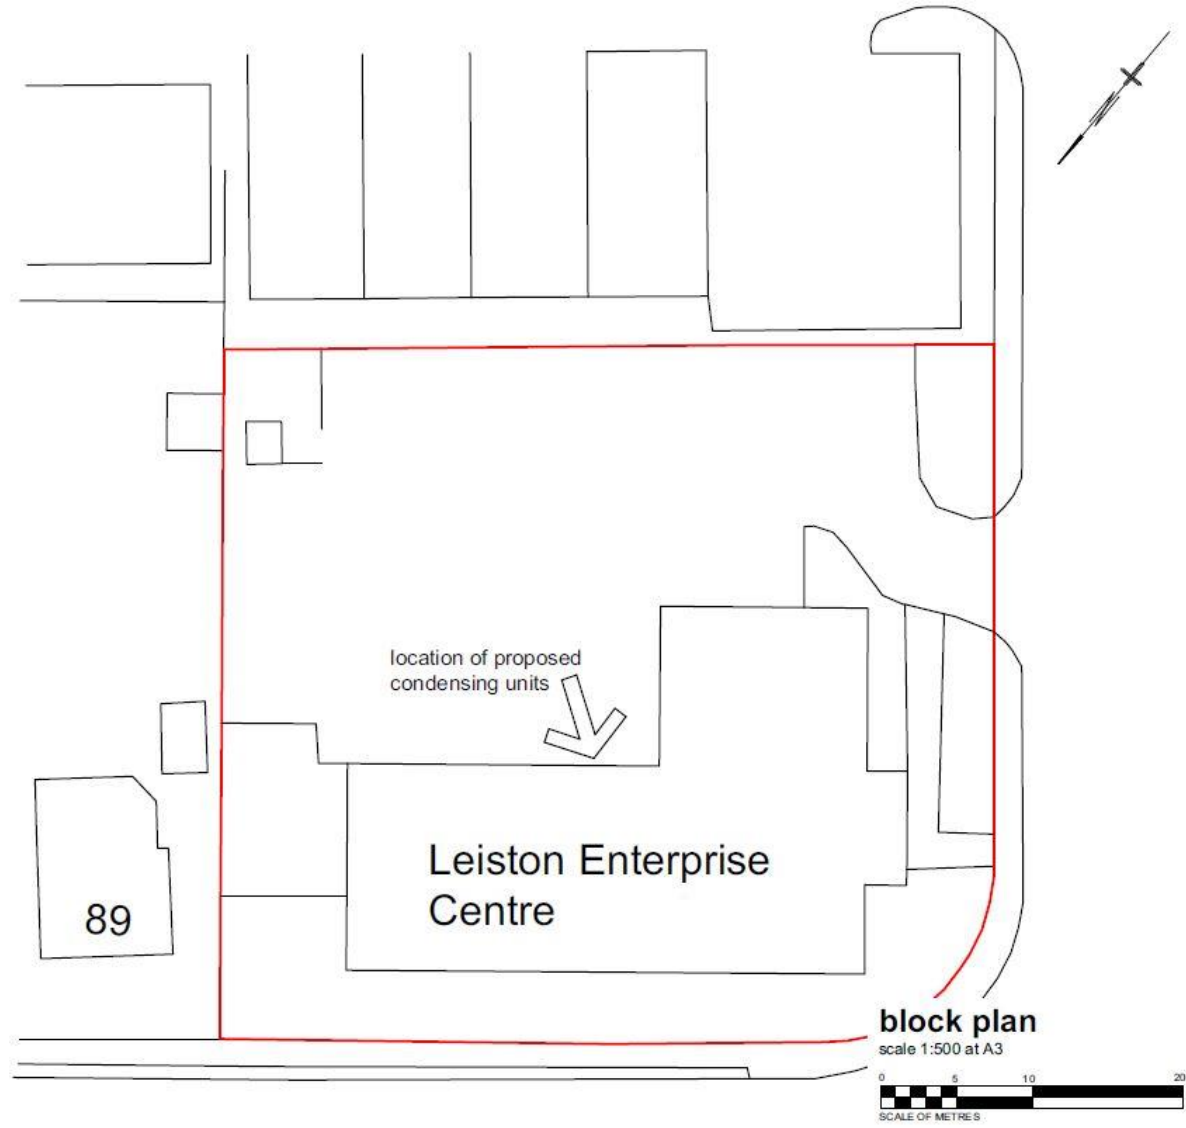 location of proposed
condensing units
Leiston Enterprise
Centre
89
block plan
scale 1:500 at A3
0 5 10 20
SCALE OF METRES